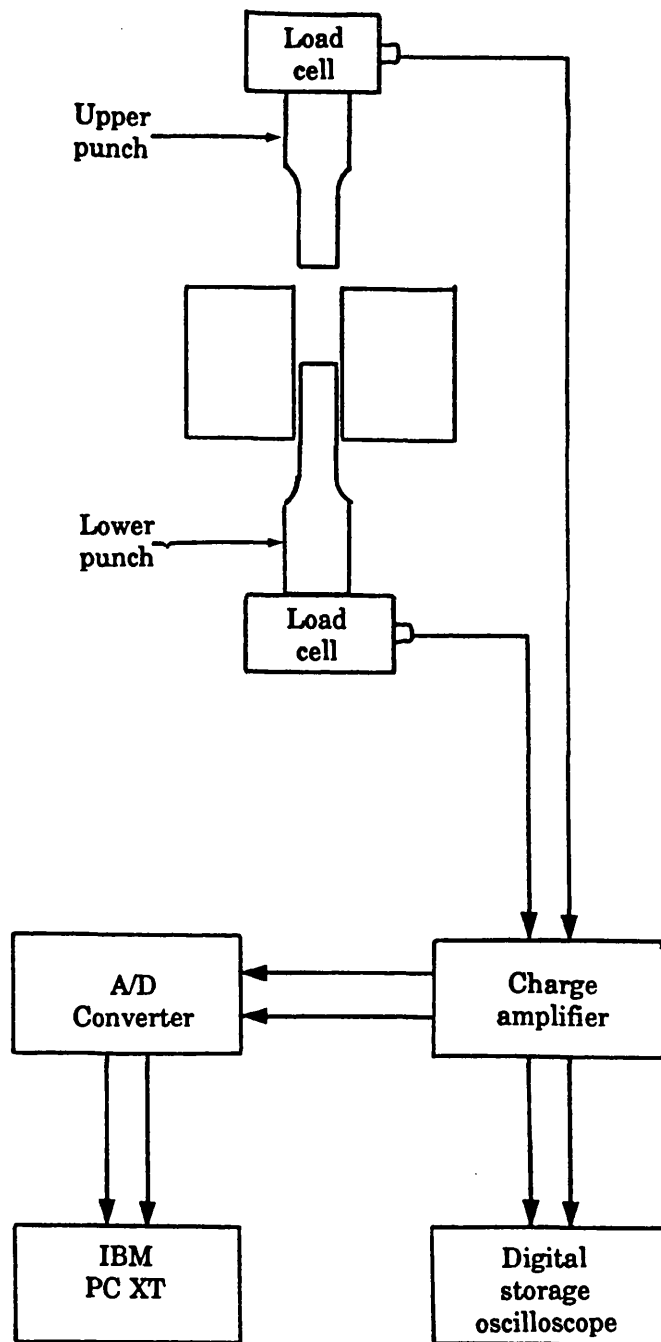 Load
cell
Upper
punch
Lower
punch
Load
cell
A/D
Converter
Charge
amplifier
IBM
PC XT
Digital
storage
oscilloscope